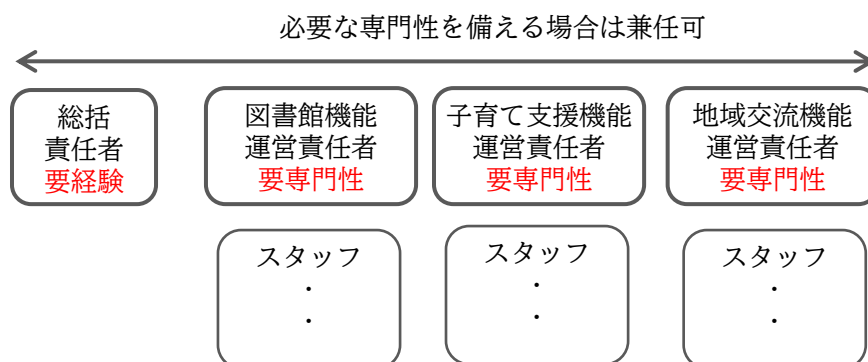 必要な専門性を備える場合は兼任可
総括
責任者
要経験
図書館機能
運営責任者
要専門性
子育て支援機能
運営責任者
要専門性
地域交流機能
運営責任者
要専門性
スタッフ
・
・
スタッフ
・
・
スタッフ
・
・